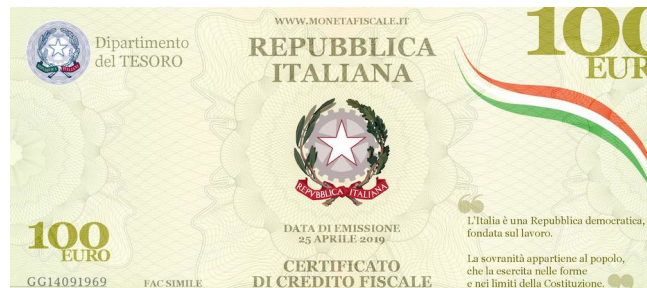 WWW.MONETAFISCALE.IT
Dipartimento
del TESORO
REPUBBLICA
ITALIANA
100
EUR
REPVBBLICA ITALIANA
100
EURO
DATA DI EMISSIONE
25 APRILE 2019
“
L'Italia è una Repubblica democratica,
fondata sul lavoro.
La sovranità appartiene al popolo,
che la esercita nelle forme
e nei limiti della Costituzione. ”
GG14091969
FAC SIMILE
CERTIFICATO
DI CREDITO FISCALE